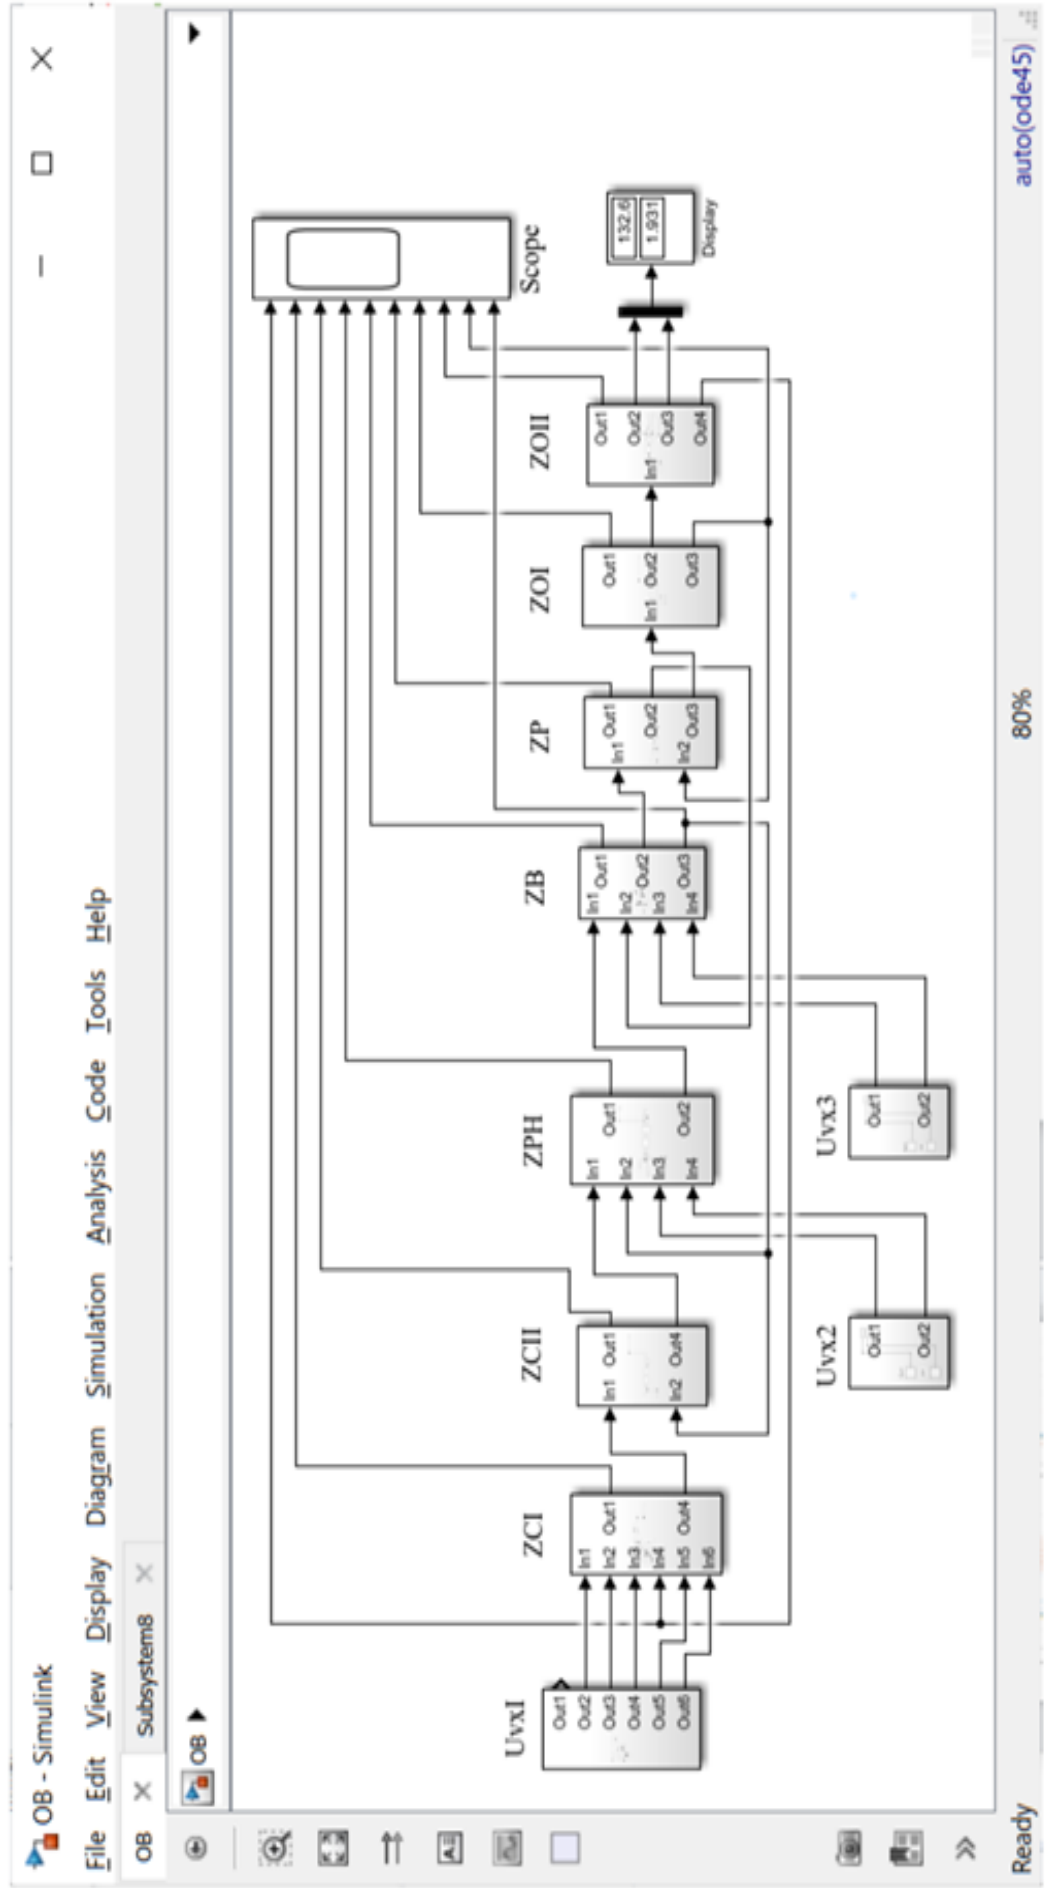 OB - Simulink
File Edit View Display Diagram Simulation Analysis Code Tools Help
OB
Subsystem8
OB
UvxI
Out1
Out2
Out3
Out4
Out5
Out6
ZCI
In1
In2
In3
In4
In5
In6
Out1
Out4
ZCII
In1
In2
Out1
Out4
ZPH
In1
In2
In3
In4
Out1
Out2
ZB
In1
In2
In3
In4
Out1
Out2
Out3
ZP
In1
In2
Out1
Out2
Out3
ZOI
In1
Out1
Out2
Out3
ZOII
In1
Out1
Out2
Out3
Out4
Scope
132.6
1.931
Display
Uvx2
Out1
Out2
Uvx3
Out1
Out2
Ready
80%
auto(ode45)